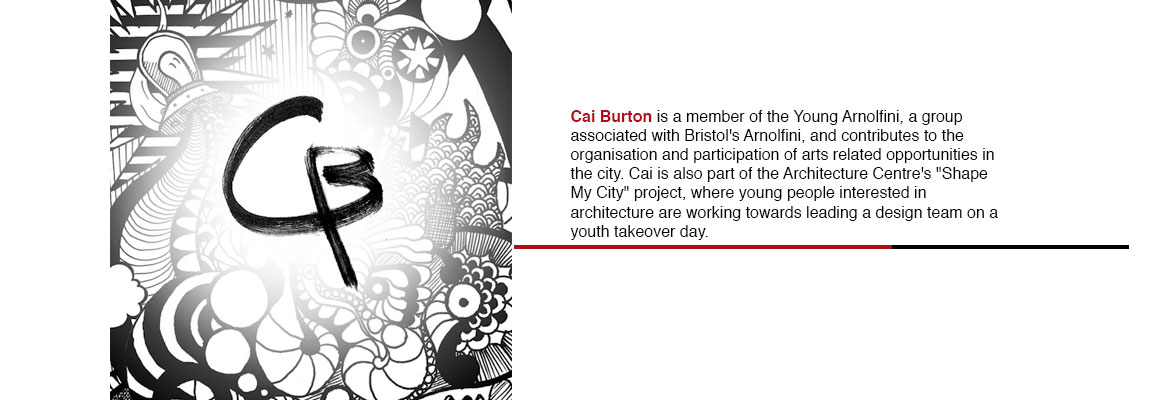 CB
Cai Burton is a member of the Young Arnolfini, a group
associated with Bristol's Arnolfini, and contributes to the
organisation and participation of arts related opportunities in
the city. Cai is also part of the Architecture Centre's "Shape
My City" project, where young people interested in
architecture are working towards leading a design team on a
youth takeover day.